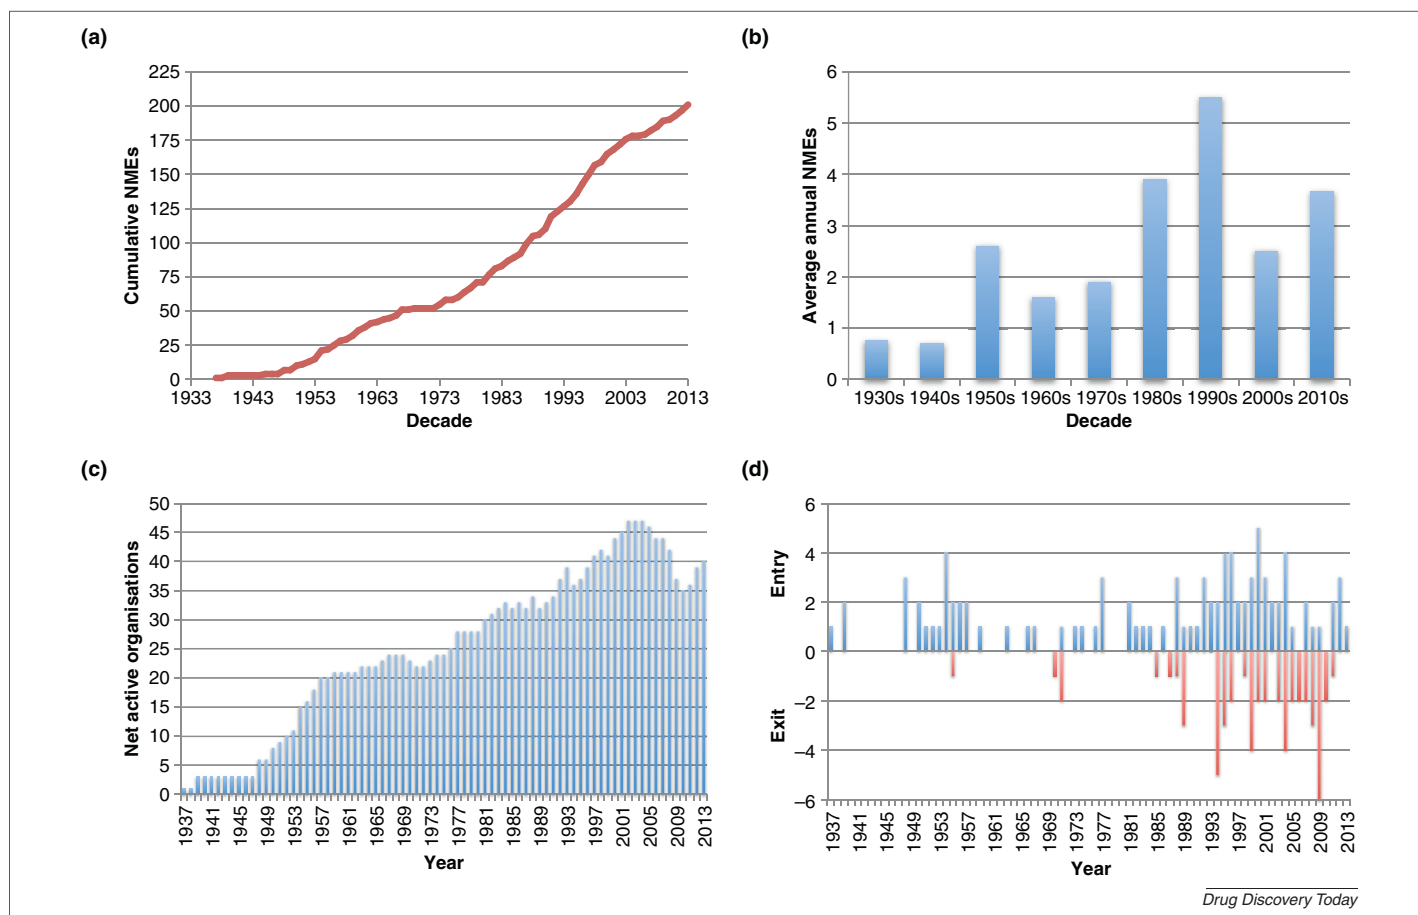 (a)
Cumulative NMEs
225
200
175
150
125
100
75
50
25
0
1933 1943 1953 1963 1973 1983 1993 2003 2013
Decade
(b)
Average annual NMEs
6
5
4
3
2
1
0
1930s 1940s 1950s 1960s 1970s 1980s 1990s 2000s 2010s
Decade
(c)
Net active organisations
50
45
40
35
30
25
20
15
10
5
0
1937 1941 1945 1949 1953 1957 1961 1965 1969 1973 1977 1981 1985 1989 1993 1997 2001 2005 2009 2013
Year
(d)
Entry
Exit
6
4
2
0
–2
–4
–6
1937 1941 1945 1949 1953 1957 1961 1965 1969 1973 1977 1981 1985 1989 1993 1997 2001 2005 2009 2013
Year
Drug Discovery Today